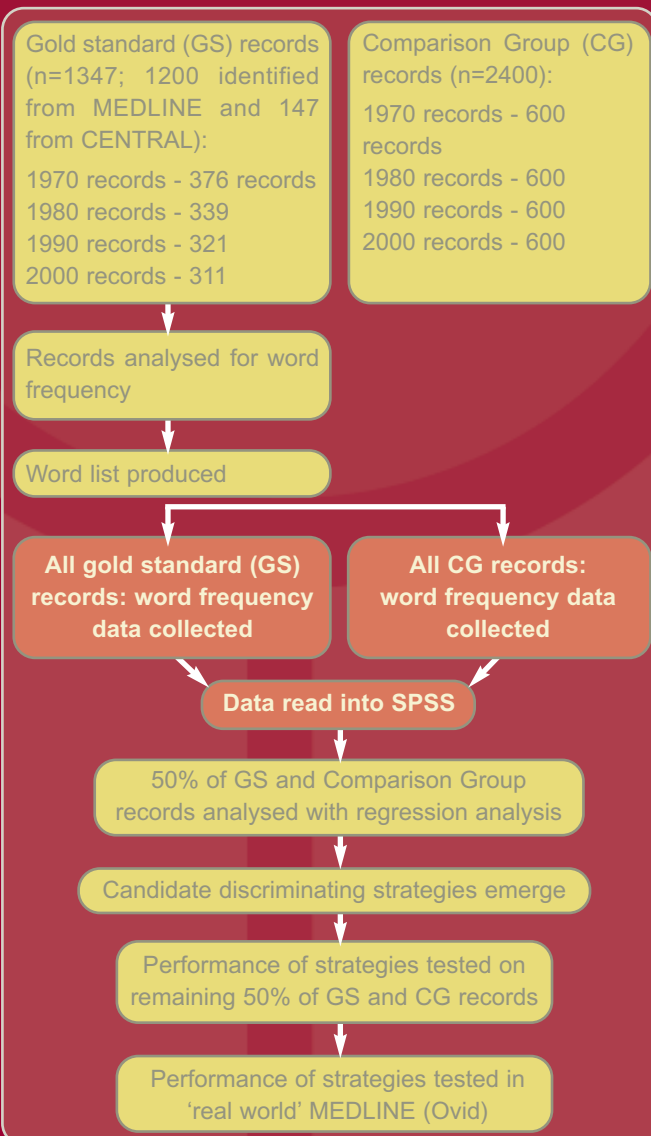 Gold standard (GS) records
(n=1347; 1200 identified
from MEDLINE and 147
from CENTRAL):
1970 records - 376 records
1980 records - 339
1990 records - 321
2000 records - 311
Comparison Group (CG)
records (n=2400):
1970 records - 600
records
1980 records - 600
1990 records - 600
2000 records - 600
Records analysed for word
frequency
Word list produced
All gold standard (GS)
records: word frequency
data collected
All CG records:
word frequency data
collected
Data read into SPSS
50% of GS and Comparison Group
records analysed with regression analysis
Candidate discriminating strategies emerge
Performance of strategies tested on
remaining 50% of GS and CG records
Performance of strategies tested in
‘real world’ MEDLINE (Ovid)